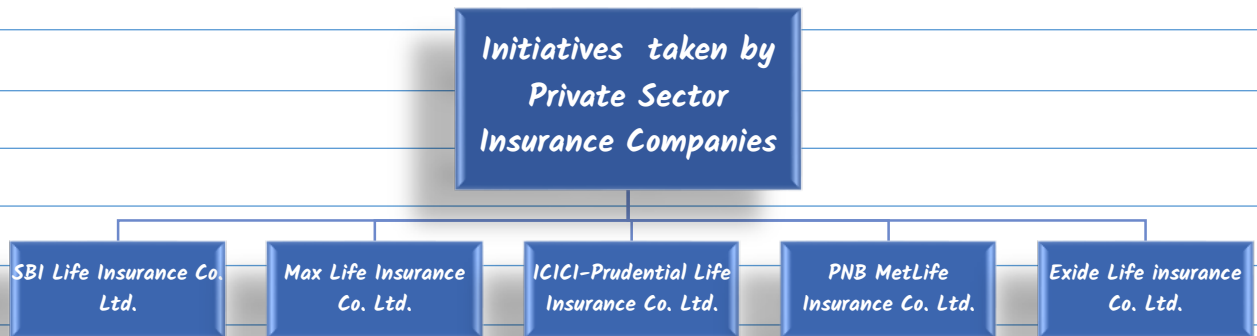 Initiatives taken by
Private Sector
Insurance Companies
SBI Life Insurance Co.
Ltd.
Max Life Insurance
Co. Ltd.
ICICI-Prudential Life
Insurance Co. Ltd.
PNB MetLife
Insurance Co. Ltd.
Exide Life insurance
Co. Ltd.